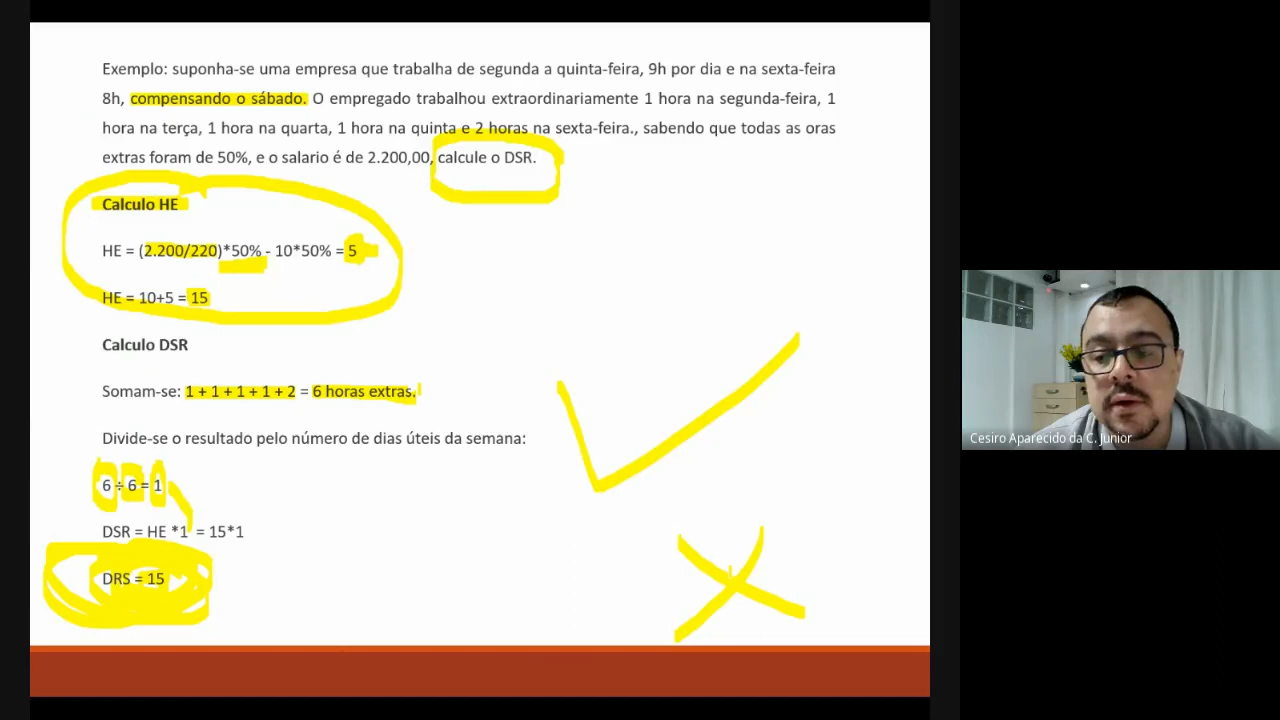 Exemplo: suponha-se uma empresa que trabalha de segunda a quinta-feira, 9h por dia e na sexta-feira
8h, compensando o sábado. O empregado trabalhou extraordinariamente 1 hora na segunda-feira, 1
hora na terça, 1 hora na quarta, 1 hora na quinta e 2 horas na sexta-feira., sabendo que todas as oras
extras foram de 50%, e o salario é de 2.200,00, calcule o DSR.
Calculo HE
HE = (2.200/220)*50% - 10*50% = 5
HE = 10+5 = 15
Calculo DSR
Somam-se: 1 + 1 + 1 + 1 + 2 = 6 horas extras.
Divide-se o resultado pelo número de dias úteis da semana:
6 ÷ 6 = 1
DSR = HE *1 = 15*1
DRS = 15
Cesiro Aparecido da C. Junior